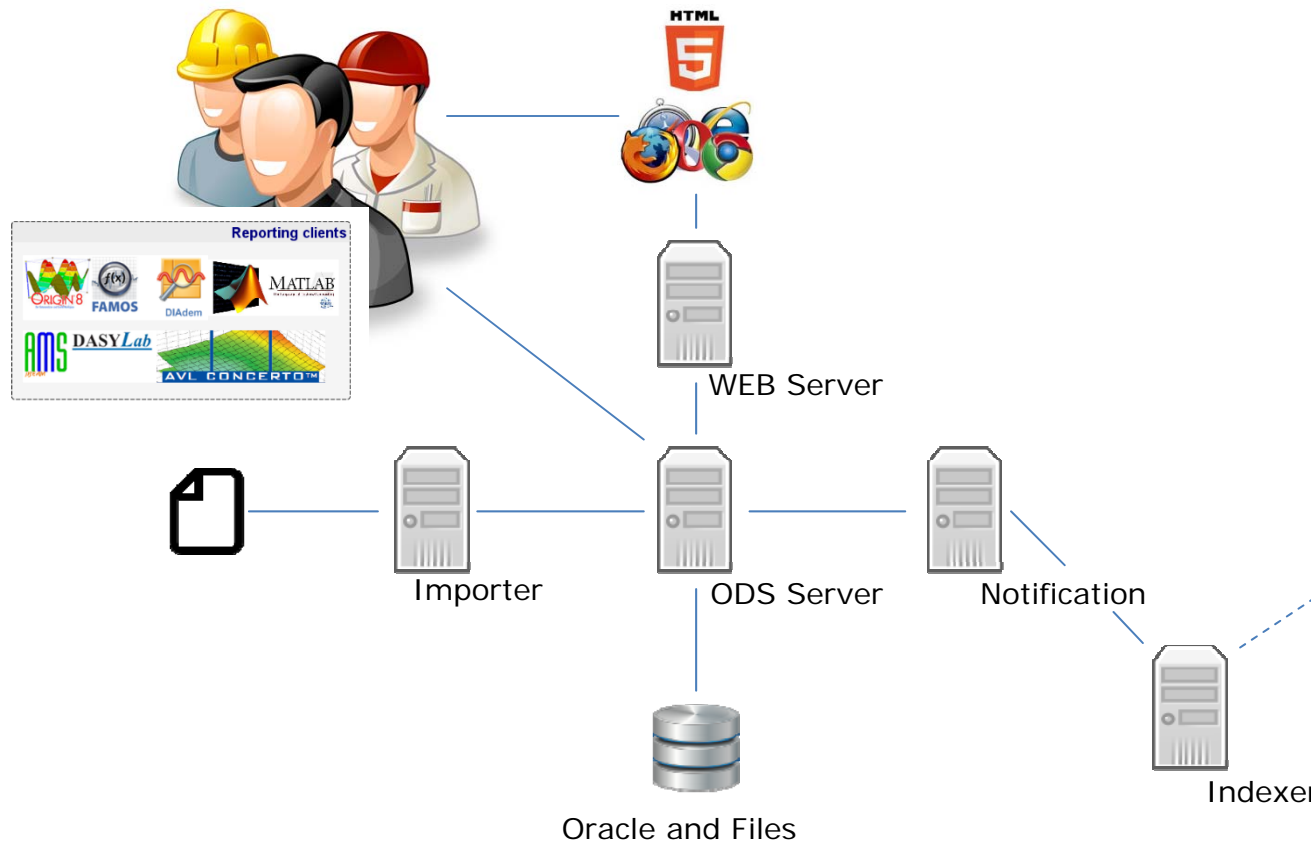 HTML
5
Reporting clients
ORIGIN 8
f(x)
FAMOS
DIAdem
MATLAB
AMS
DASYLab
AVL CONCERTO™
WEB Server
Importer
ODS Server
Notification
Indexer
Oracle and Files